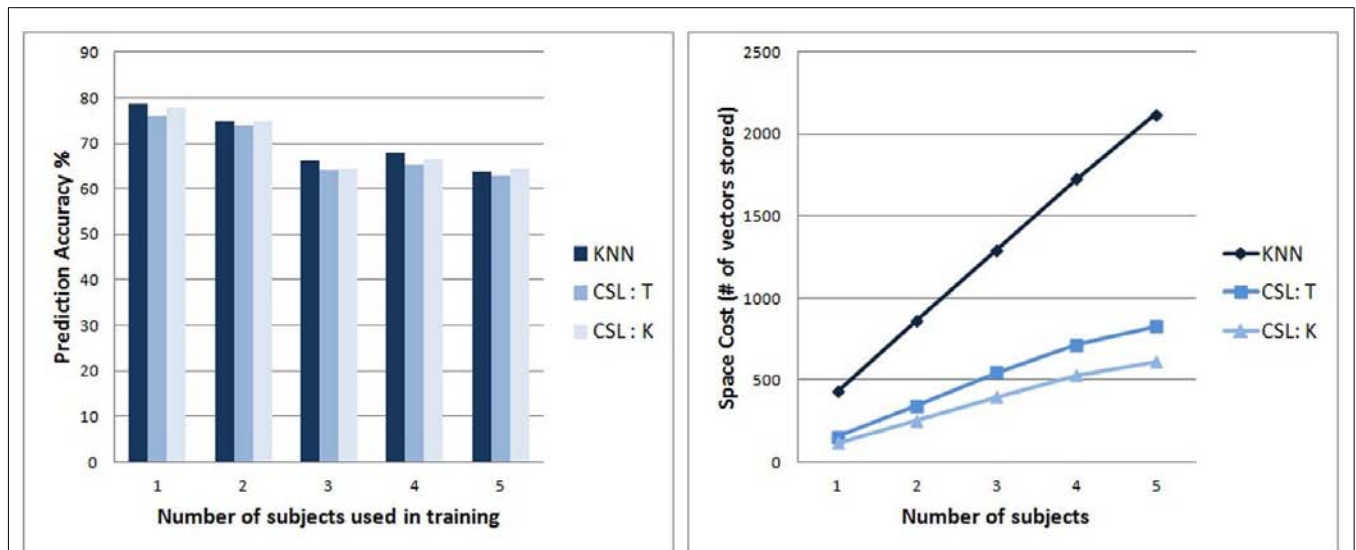 90
80
70
60
50
40
30
20
10
0
Prediction Accuracy %
1 2 3 4 5
Number of subjects used in training
KNN
CSL : T
CSL : K
2500
2000
1500
1000
500
0
Space Cost (# of vectors stored)
1 2 3 4 5
Number of subjects
KNN
CSL: T
CSL: K